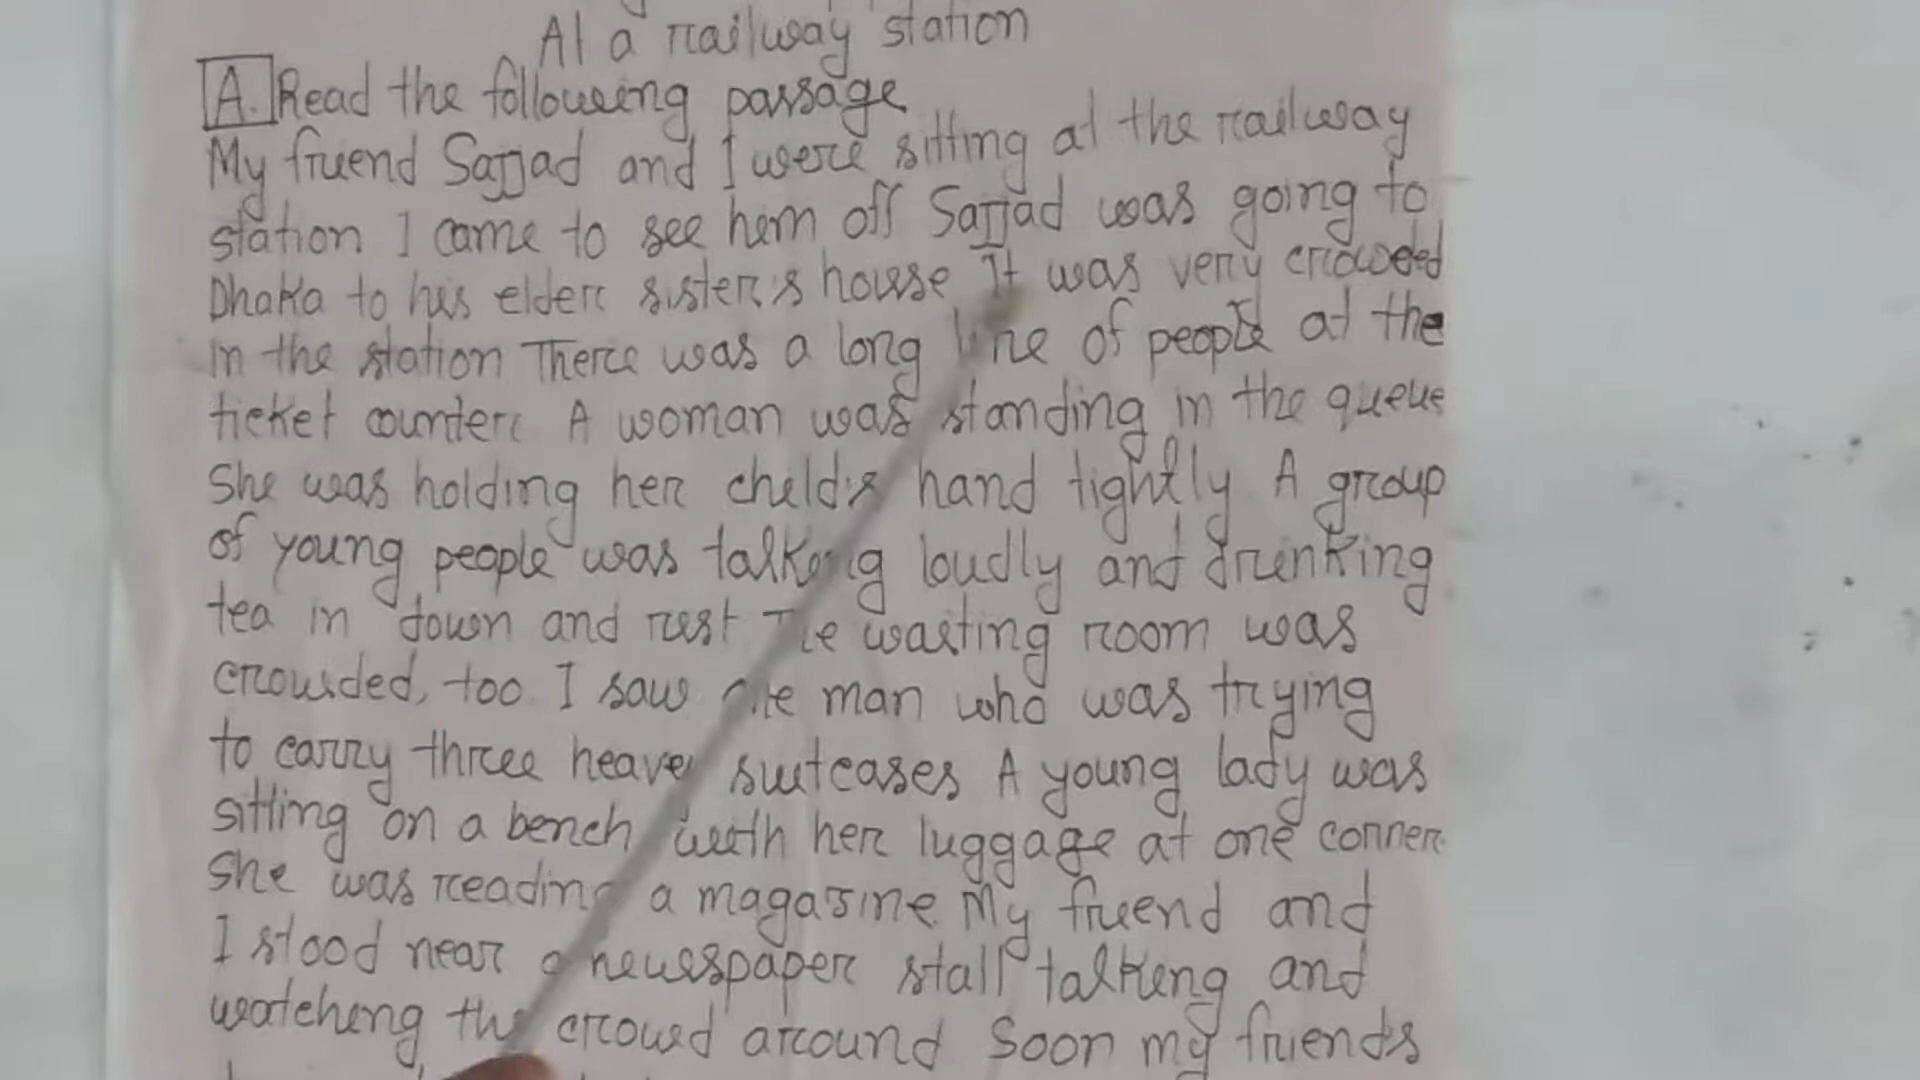 At a railway station
A. Read the following passage
My friend Sajjad and I were sitting at the railway
station I came to see him off Sajjad was going to
Dhaka to his elder sister's house It was very crowded
in the station There was a long line of people at the
ticket counter A woman was standing in the queue
She was holding her child's hand tightly. A group
of young people was talking loudly and drinking
tea in down and rest The waiting room was
crowded, too. I saw one man who was trying
to carry three heavey suitcases A young lady was
sitting on a bench with her luggage at one corner.
She was reading a magazine. My friend and
I stood near a newspaper stall talking and
watching the crowd around Soon my friend's